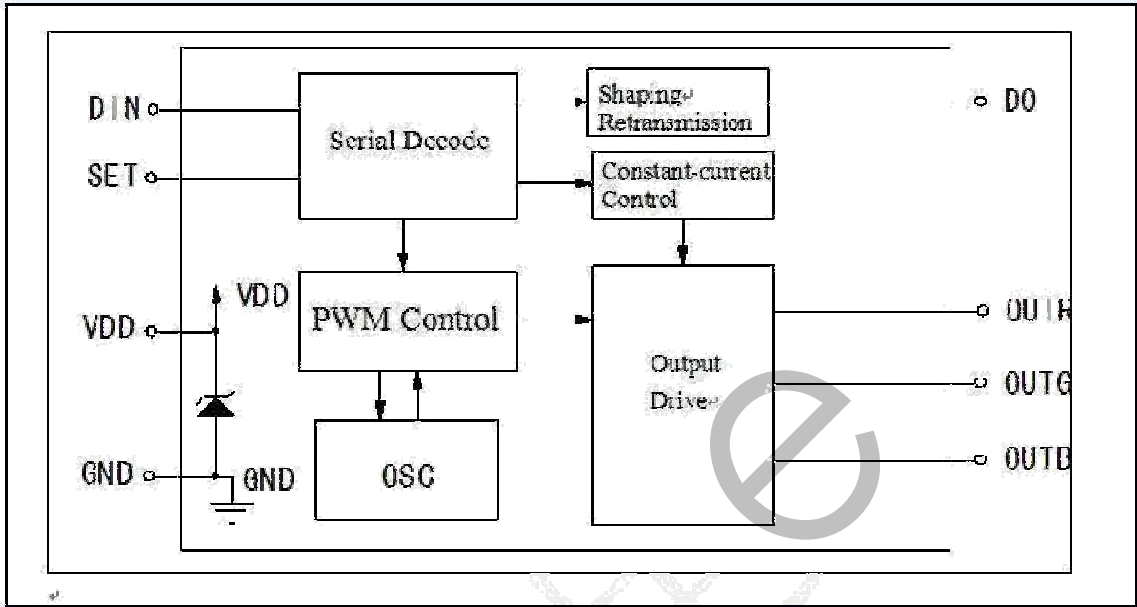 DIN
SET
Serial Decode
Shaping
Retransmission
DO
Constant-current
Control
VDD
VDD
PWM Control
OUTR
Output
Drive
OUTG
GND
GND
OSC
OUTB